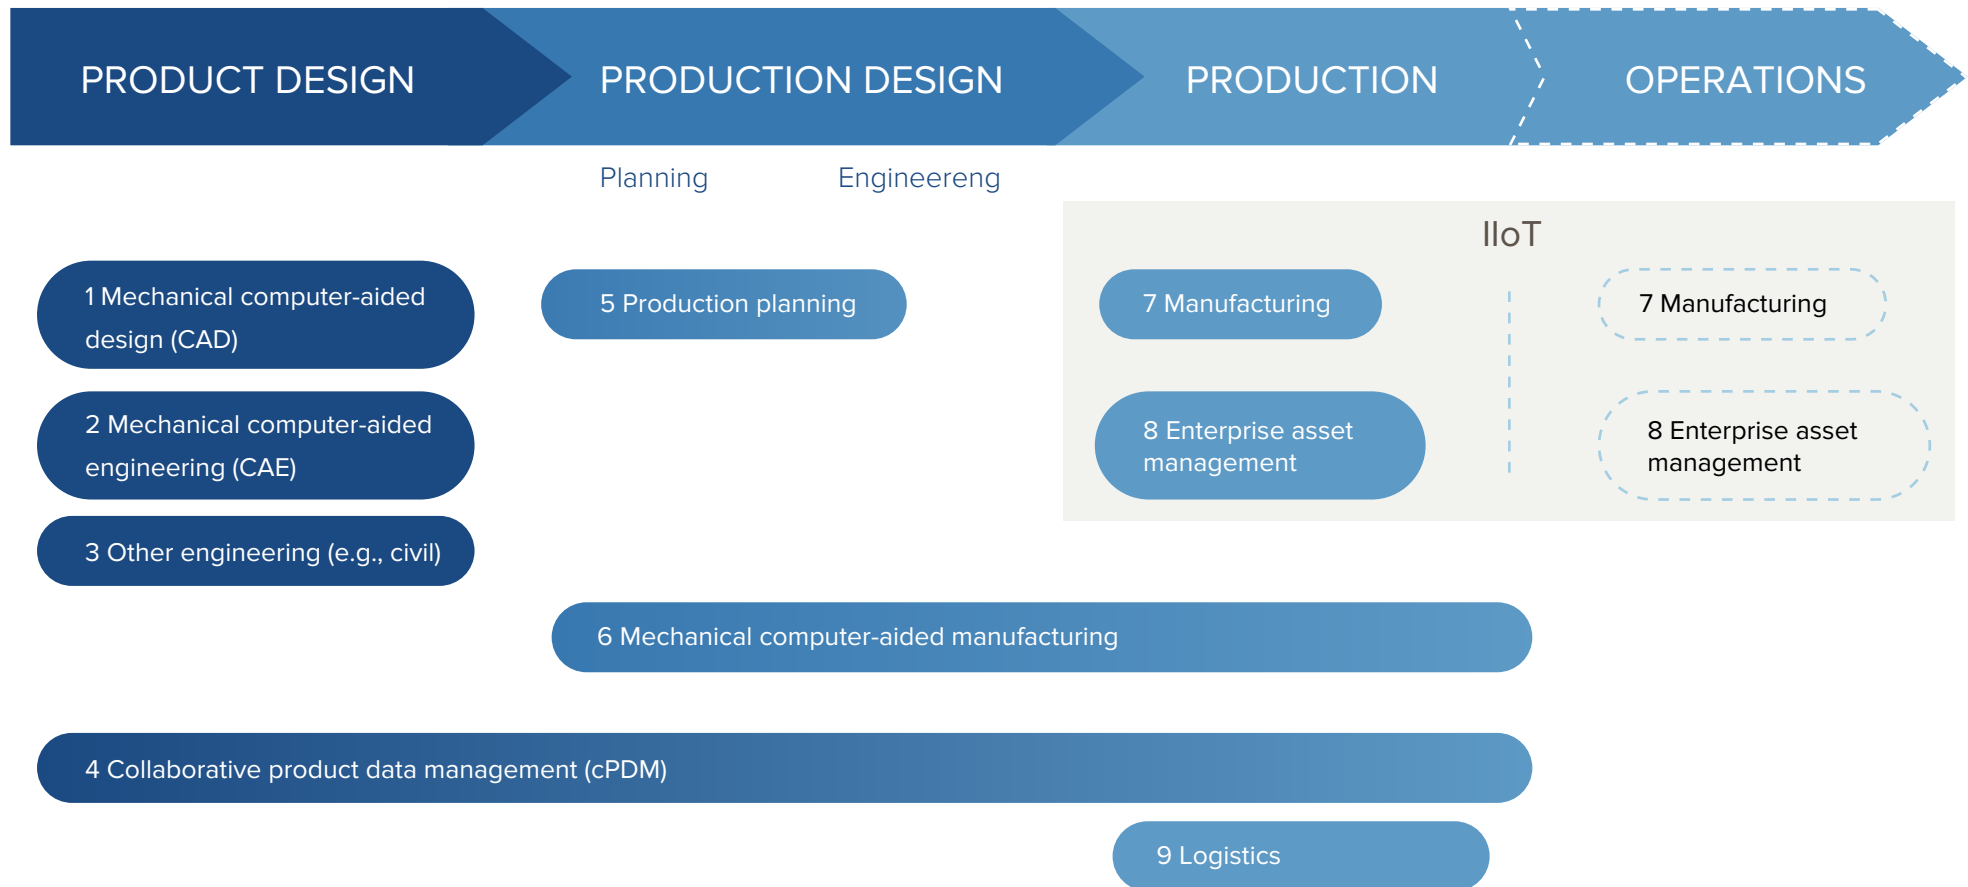 PRODUCT DESIGN
PRODUCTION DESIGN
PRODUCTION
OPERATIONS
Planning
Engineereng
IIoT
1 Mechanical computer-aided
design (CAD)
5 Production planning
7 Manufacturing
7 Manufacturing
2 Mechanical computer-aided
engineering (CAE)
8 Enterprise asset
management
8 Enterprise asset
management
3 Other engineering (e.g., civil)
6 Mechanical computer-aided manufacturing
4 Collaborative product data management (cPDM)
9 Logistics